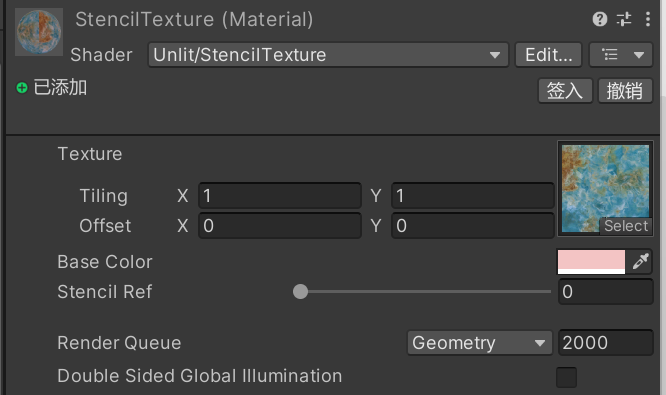 StencilTexture (Material)
Shader Unlit/StencilTexture Edit...
已添加 签入 撤销
Texture
Tiling X 1 Y 1
Offset X 0 Y 0
Select
Base Color
Stencil Ref 0
Render Queue Geometry 2000
Double Sided Global Illumination